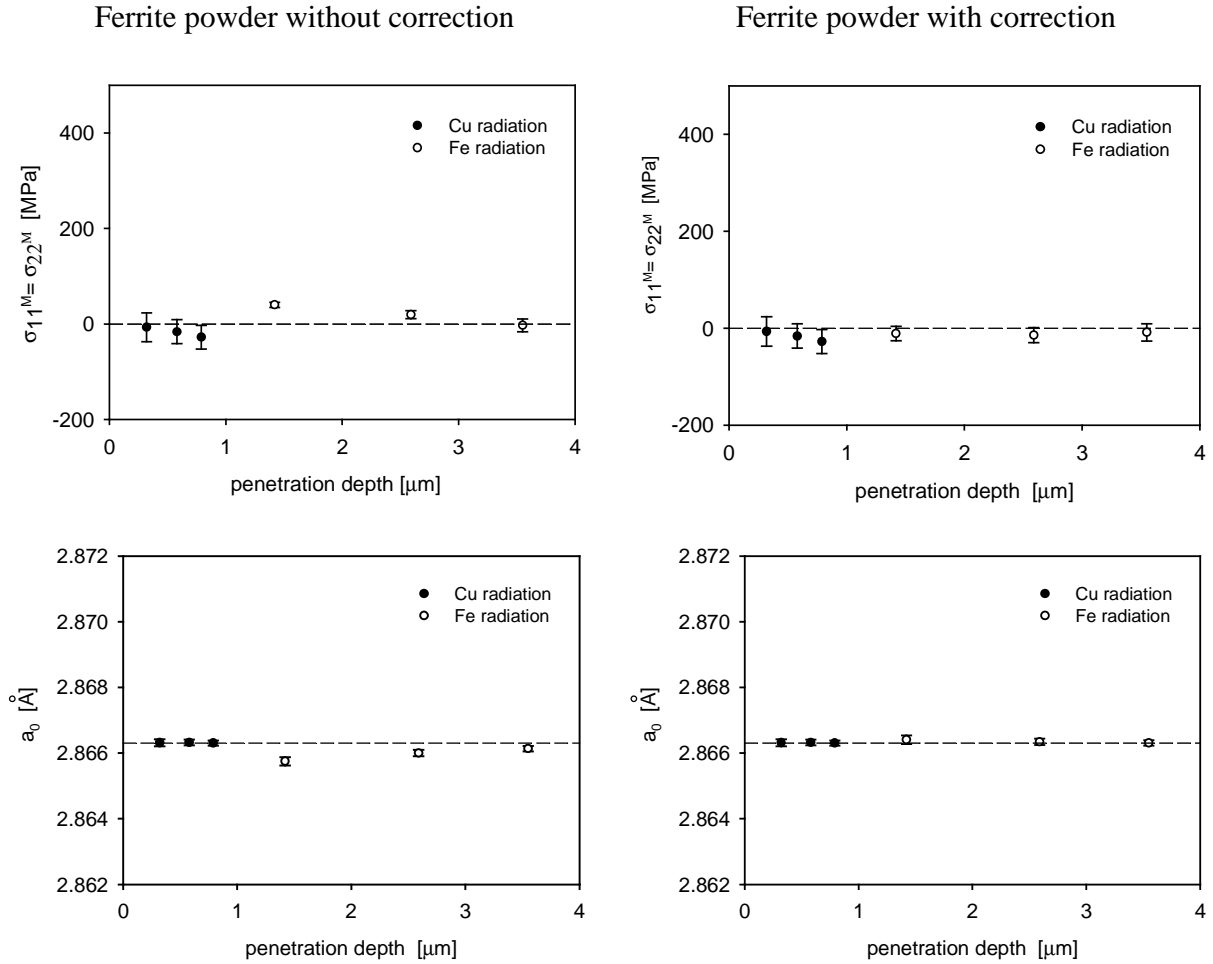 Ferrite powder without correction
Ferrite powder with correction
σ11ᴹ= σ22ᴹ [MPa]
400
200
0
-200
Cu radiation
Fe radiation
0 1 2 3 4
penetration depth [μm]
σ11ᴹ= σ22ᴹ [MPa]
400
200
0
-200
Cu radiation
Fe radiation
0 1 2 3 4
penetration depth [μm]
a₀ [Å]
2.872
2.870
2.868
2.866
2.864
2.862
Cu radiation
Fe radiation
0 1 2 3 4
penetration depth [μm]
a₀ [Å]
2.872
2.870
2.868
2.866
2.864
2.862
Cu radiation
Fe radiation
0 1 2 3 4
penetration depth [μm]